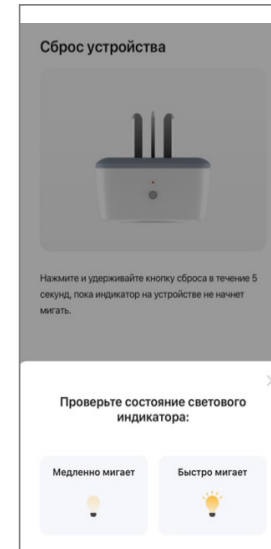 Сброс устройства
Нажмите и удерживайте кнопку сброса в течение 5
секунд, пока индикатор на устройстве не начнет
мигать.
Проверьте состояние светового
индикатора:
Медленно мигает
Быстро мигает